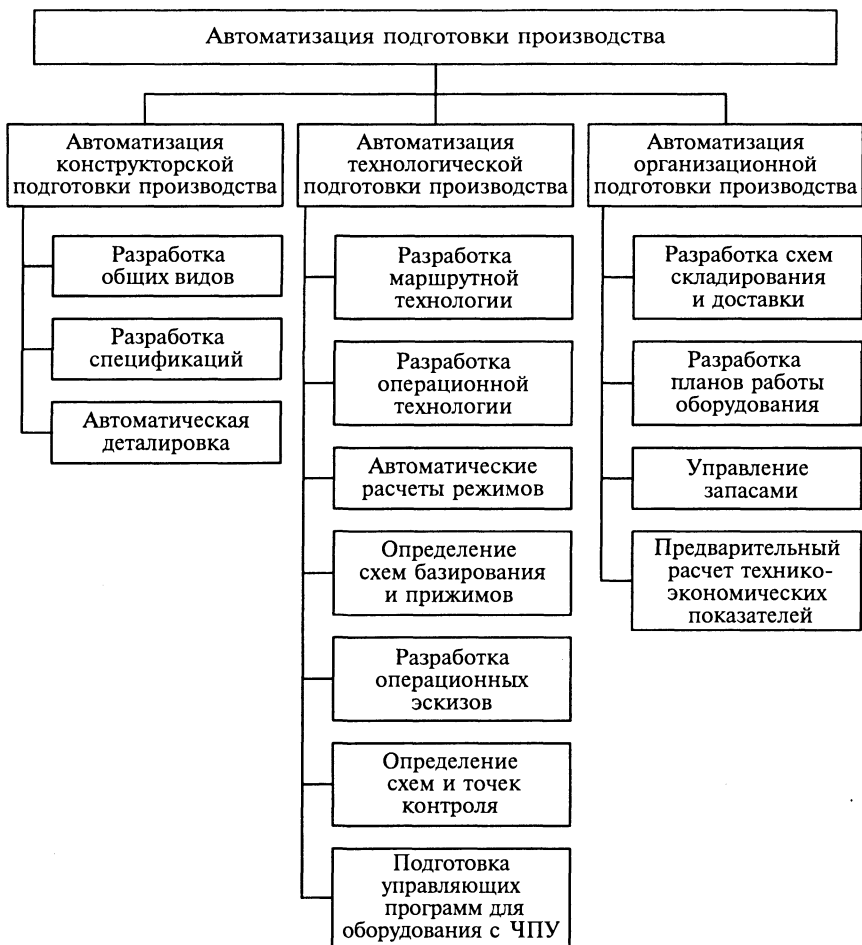 Автоматизация подготовки производства
Автоматизация
конструкторской
подготовки производства
Разработка
общих видов
Разработка
спецификаций
Автоматическая
деталировка
Автоматизация
технологической
подготовки производства
Разработка
маршрутной
технологии
Разработка
операционной
технологии
Автоматические
расчеты режимов
Определение
схем базирования
и прижимов
Разработка
операционных
эскизов
Определение
схем и точек
контроля
Подготовка
управляющих
программ для
оборудования с ЧПУ
Автоматизация
организационной
подготовки производства
Разработка схем
складирования
и доставки
Разработка
планов работы
оборудования
Управление
запасами
Предварительный
расчет технико-
экономических
показателей